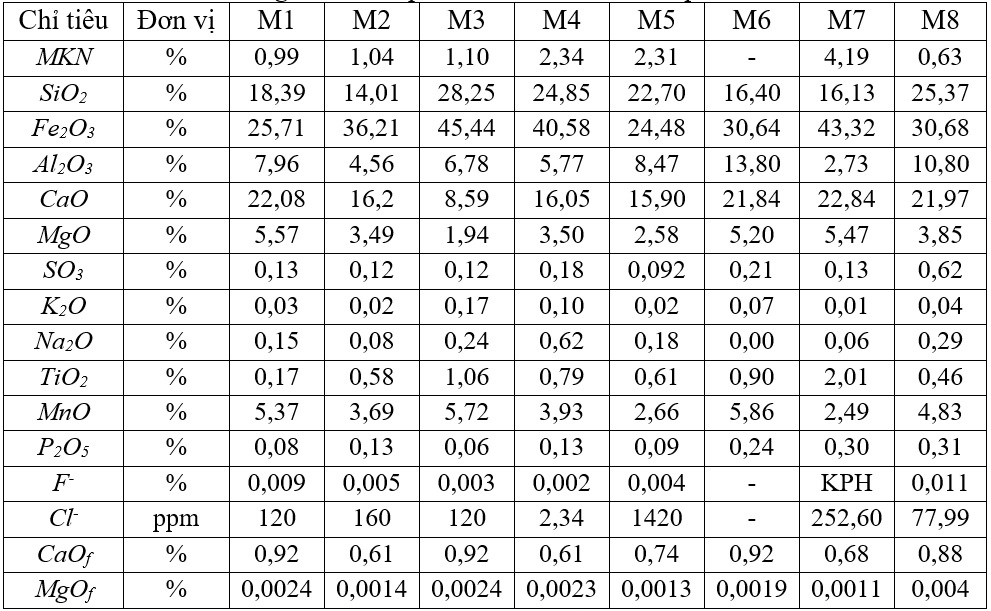 Chỉ tiêu Đơn vị M1 M2 M3 M4 M5 M6 M7 M8
MKN % 0,99 1,04 1,10 2,34 2,31 - 4,19 0,63
SiO2 % 18,39 14,01 28,25 24,85 22,70 16,40 16,13 25,37
Fe2O3 % 25,71 36,21 45,44 40,58 24,48 30,64 43,32 30,68
Al2O3 % 7,96 4,56 6,78 5,77 8,47 13,80 2,73 10,80
CaO % 22,08 16,2 8,59 16,05 15,90 21,84 22,84 21,97
MgO % 5,57 3,49 1,94 3,50 2,58 5,20 5,47 3,85
SO3 % 0,13 0,12 0,12 0,18 0,092 0,21 0,13 0,62
K2O % 0,03 0,02 0,17 0,10 0,02 0,07 0,01 0,04
Na2O % 0,15 0,08 0,24 0,62 0,18 0,00 0,06 0,29
TiO2 % 0,17 0,58 1,06 0,79 0,61 0,90 2,01 0,46
MnO % 5,37 3,69 5,72 3,93 2,66 5,86 2,49 4,83
P2O5 % 0,08 0,13 0,06 0,13 0,09 0,24 0,30 0,31
F- % 0,009 0,005 0,003 0,002 0,004 - KPH 0,011
Cl- ppm 120 160 120 2,34 1420 - 252,60 77,99
CaOf % 0,92 0,61 0,92 0,61 0,74 0,92 0,68 0,88
MgOf % 0,0024 0,0014 0,0024 0,0023 0,0013 0,0019 0,0011 0,004